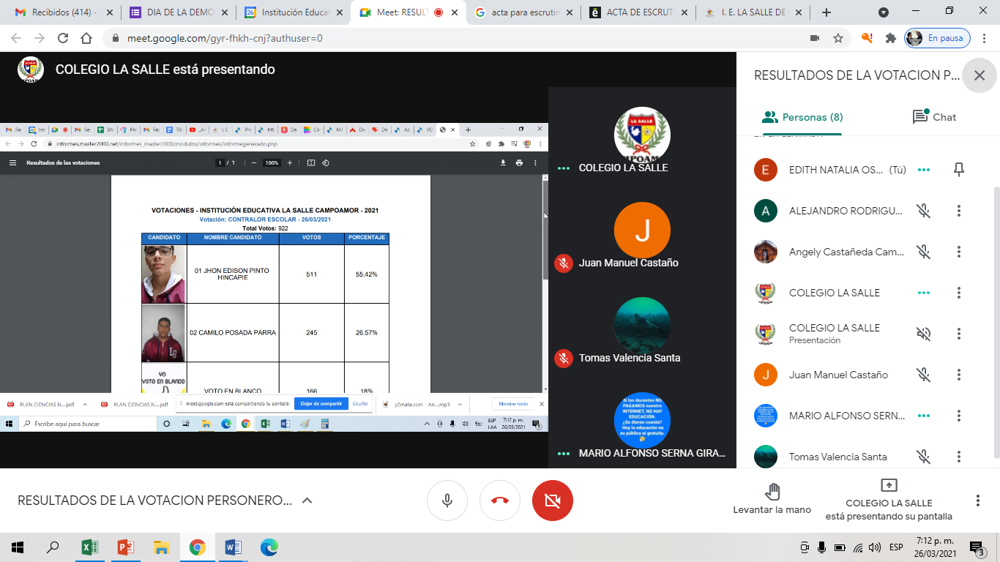 Recibidos (414) -
DIA DE LA DEMO
Institución Educat
Meet: RESUL
acta para escrutin
ACTA DE ESCRUT
I. E. LA SALLE DE
meet.google.com/gyr-fhkh-cnj?authuser=0
En pausa
COLEGIO LA SALLE está presentando
informes.master2000.net/informes_master2000/modulos/informes/informegenerado.php
Resultados de las votaciones
1 / 1
100%
VOTACIONES - INSTITUCIÓN EDUCATIVA LA SALLE CAMPOAMOR - 2021
Votación: CONTRALOR ESCOLAR - 26/03/2021
Total Votos: 922
CANDIDATO NOMBRE CANDIDATO VOTOS PORCENTAJE
01 JHON EDISON PINTO HINCAPIE 511 55.42%
02 CAMILO POSADA PARRA 245 26.57%
YO
VOTO EN BLANCO
VOTO EN BLANCO 166 18%
PLAN CIENCIAS N....pdf
PLAN CIENCIAS N....pdf
meet.google.com está compartiendo tu pantalla.
Dejar de compartir
Ocultar
y2mate.com - An....mp3
Mostrar todo
Escribe aquí para buscar
ESP
LAA
7:12 p. m.
26/03/2021
COLEGIO LA SALLE
Juan Manuel Castaño
Tomas Valencia Santa
Si los docentes NO
PAGAMOS nuestro
INTERNET, NO HAY
EDUCACIÓN.
¿Se dieron cuenta?
Hoy la educación no
es pública ni gratuita.
MARIO ALFONSO SERNA GIRA...
RESULTADOS DE LA VOTACION P...
Personas (8)
Chat
EDITH NATALIA OS... (Tú)
ALEJANDRO RODRIGU...
Angely Castañeda Cam...
COLEGIO LA SALLE
COLEGIO LA SALLE
Presentación
Juan Manuel Castaño
MARIO ALFONSO SERN...
Tomas Valencia Santa
RESULTADOS DE LA VOTACION PERSONERO...
Levantar la mano
COLEGIO LA SALLE
está presentando su pantalla
ESP
7:12 p. m.
26/03/2021
3